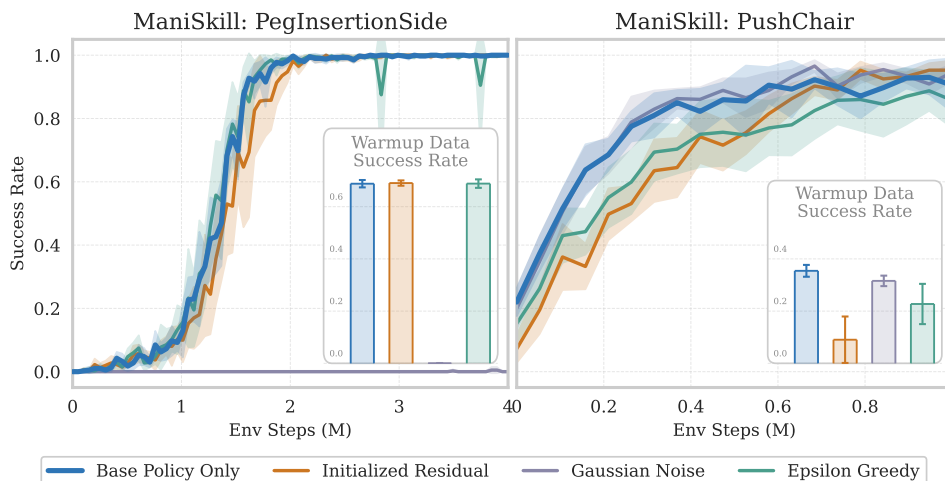 ManiSkill: PegInsertionSide
ManiSkill: PushChair
Success Rate
1.0
0.8
0.6
0.4
0.2
0.0
Warmup Data
Success Rate
0.6
0.4
0.2
0.0
0
1
2
3
4
Env Steps (M)
Warmup Data
Success Rate
0.4
0.2
0.0
0
0.2
0.4
0.6
0.8
Env Steps (M)
Base Policy Only
Initialized Residual
Gaussian Noise
Epsilon Greedy